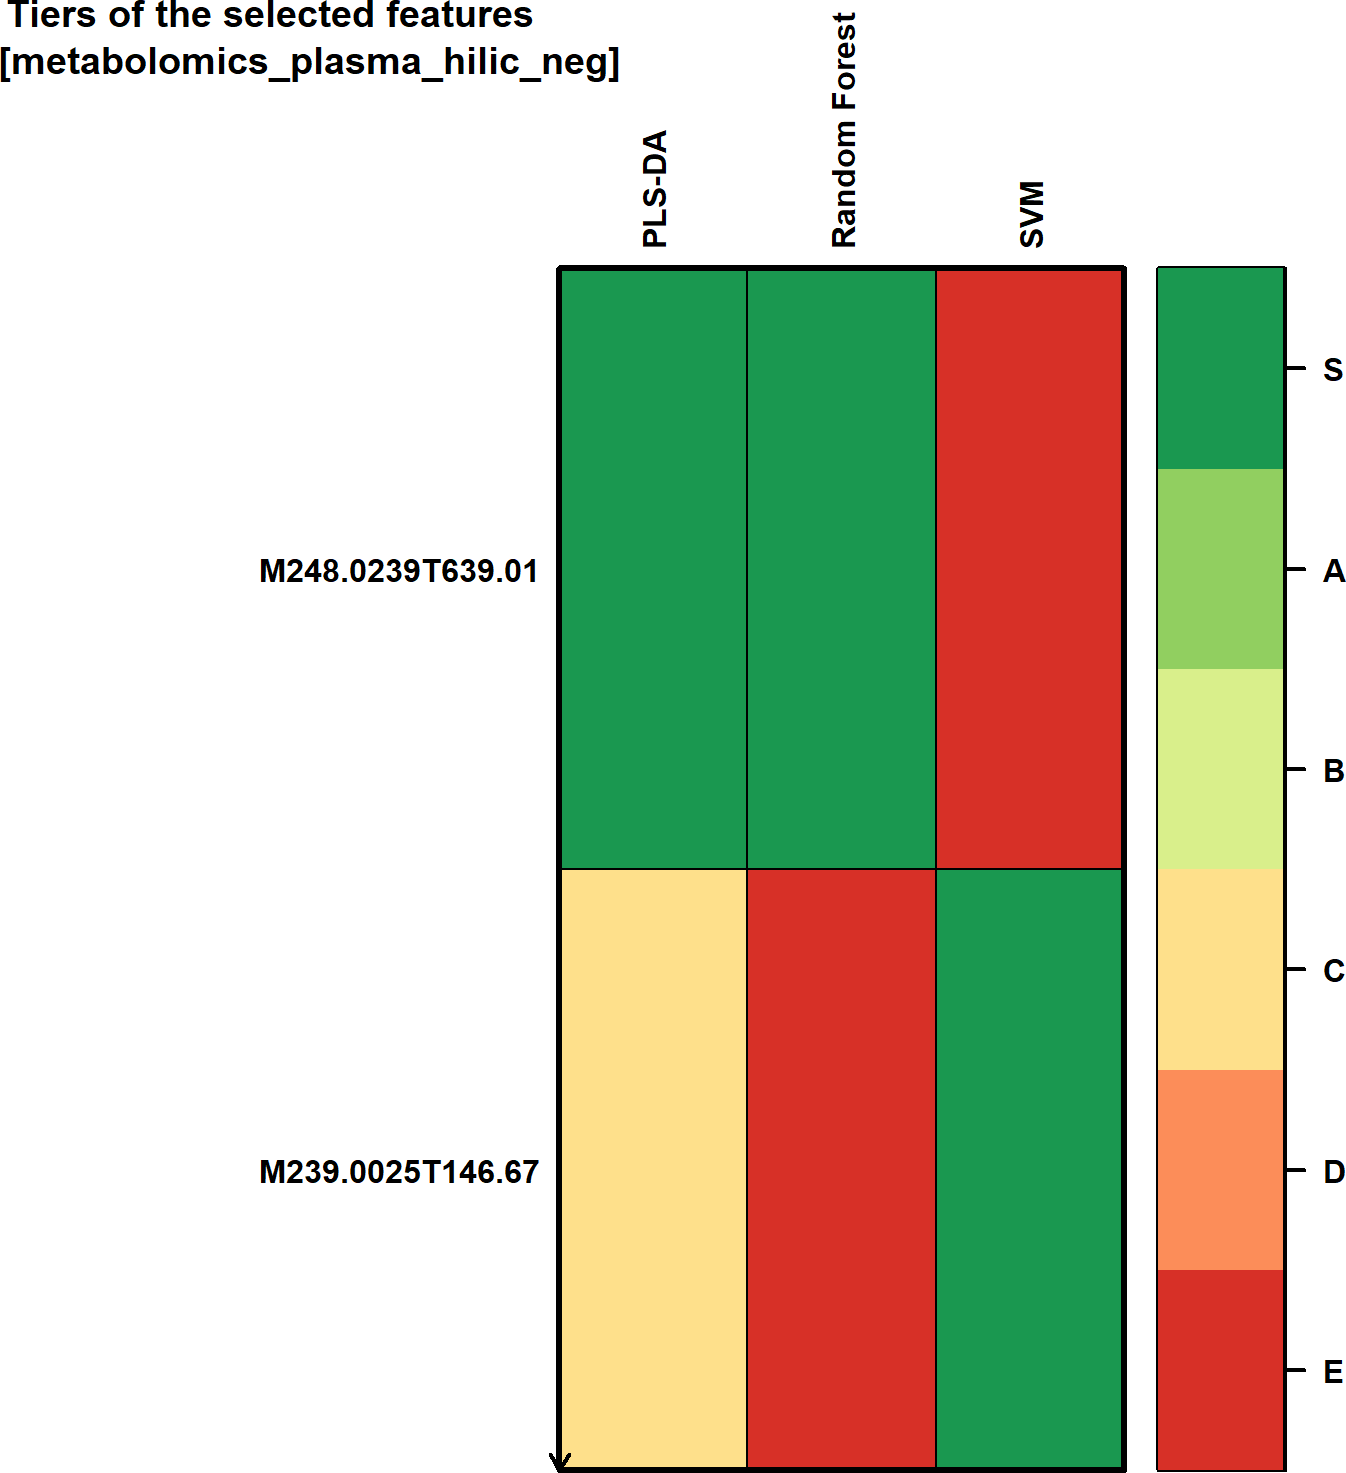 Tiers of the selected features
[metabolomics_plasma_hilic_neg]
PLS-DA
Random Forest
SVM
M248.0239T639.01
M239.0025T146.67
S
A
B
C
D
E